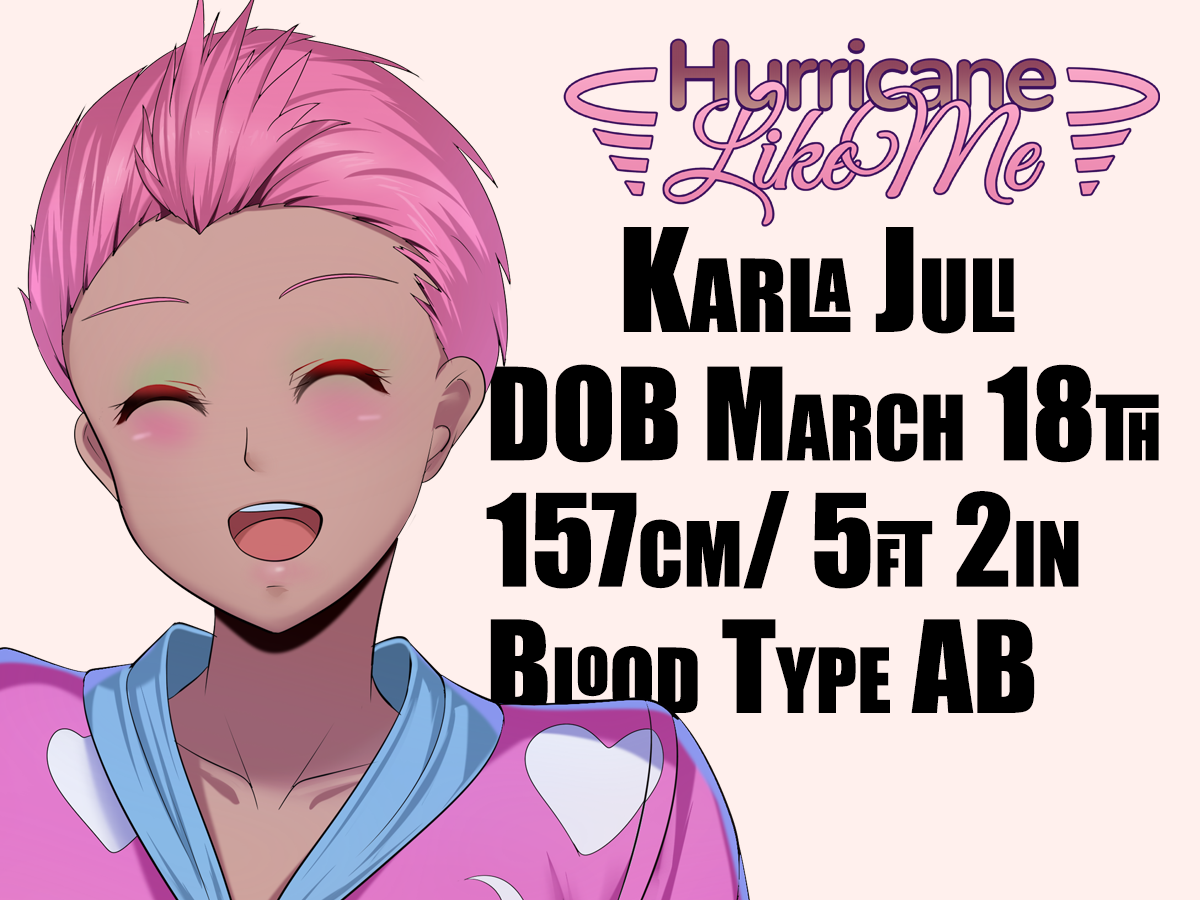 Hurricane
Like Me
Karla Juli
DOB March 18th
157cm/ 5ft 2in
Blood Type AB